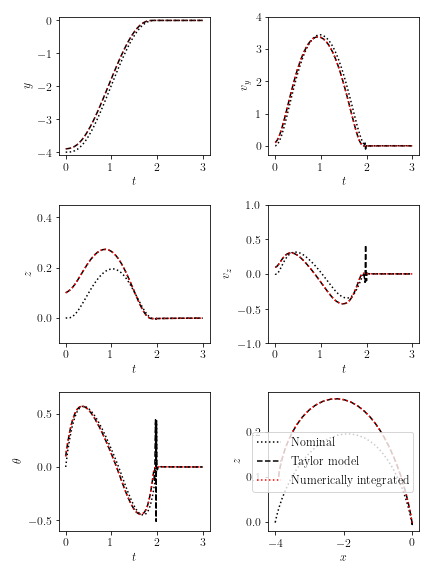 0
−1
−2
−3
−4
y
0 1 2 3
t
4
3
2
1
0
v_y
0 1 2 3
t
0.4
0.2
0.0
z
0 1 2 3
t
1.0
0.5
0.0
−0.5
−1.0
v_z
0 1 2 3
t
0.5
0.0
−0.5
θ
0 1 2 3
t
0.0
z
−4 −2 0
x
Nominal
Taylor model
Numerically integrated